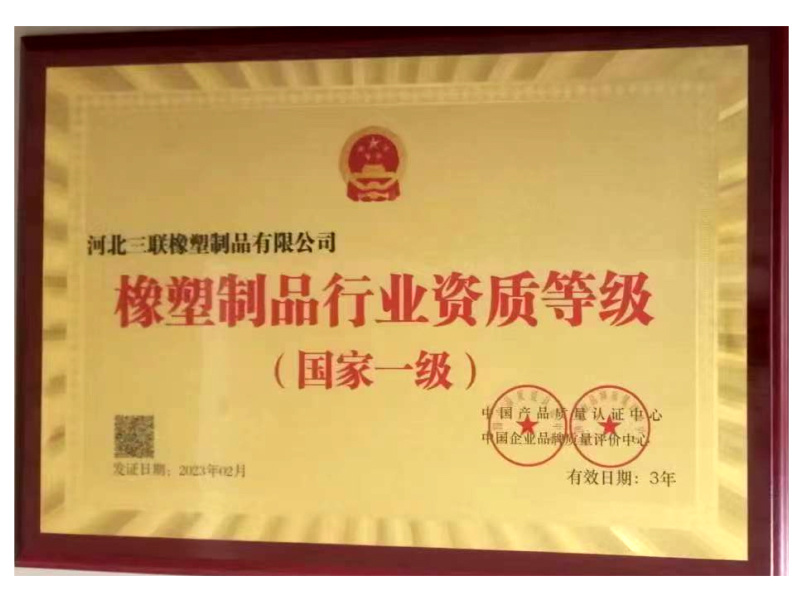 河北三联橡塑制品有限公司
橡塑制品行业资质等级
（国家一级）
中国产品质量认证中心
中国企业品牌质量评价中心
发证日期：2023年02月
有效日期：3年